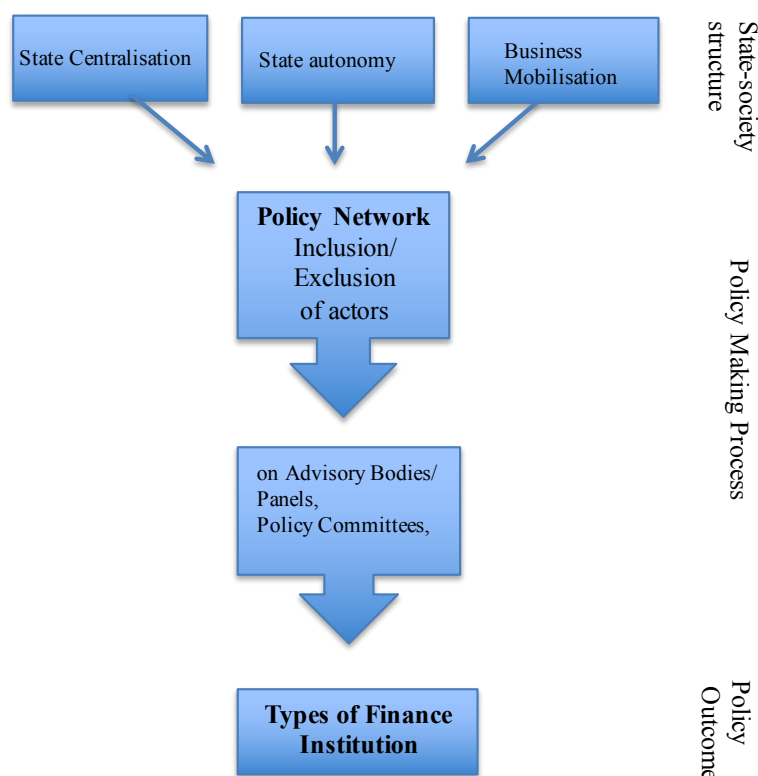 State Centralisation
State autonomy
Business
Mobilisation
State-society
structure
Policy Network
Inclusion/
Exclusion
of actors
Policy Making Process
on Advisory Bodies/
Panels,
Policy Committees,
Types of Finance
Institution
Policy
Outcome